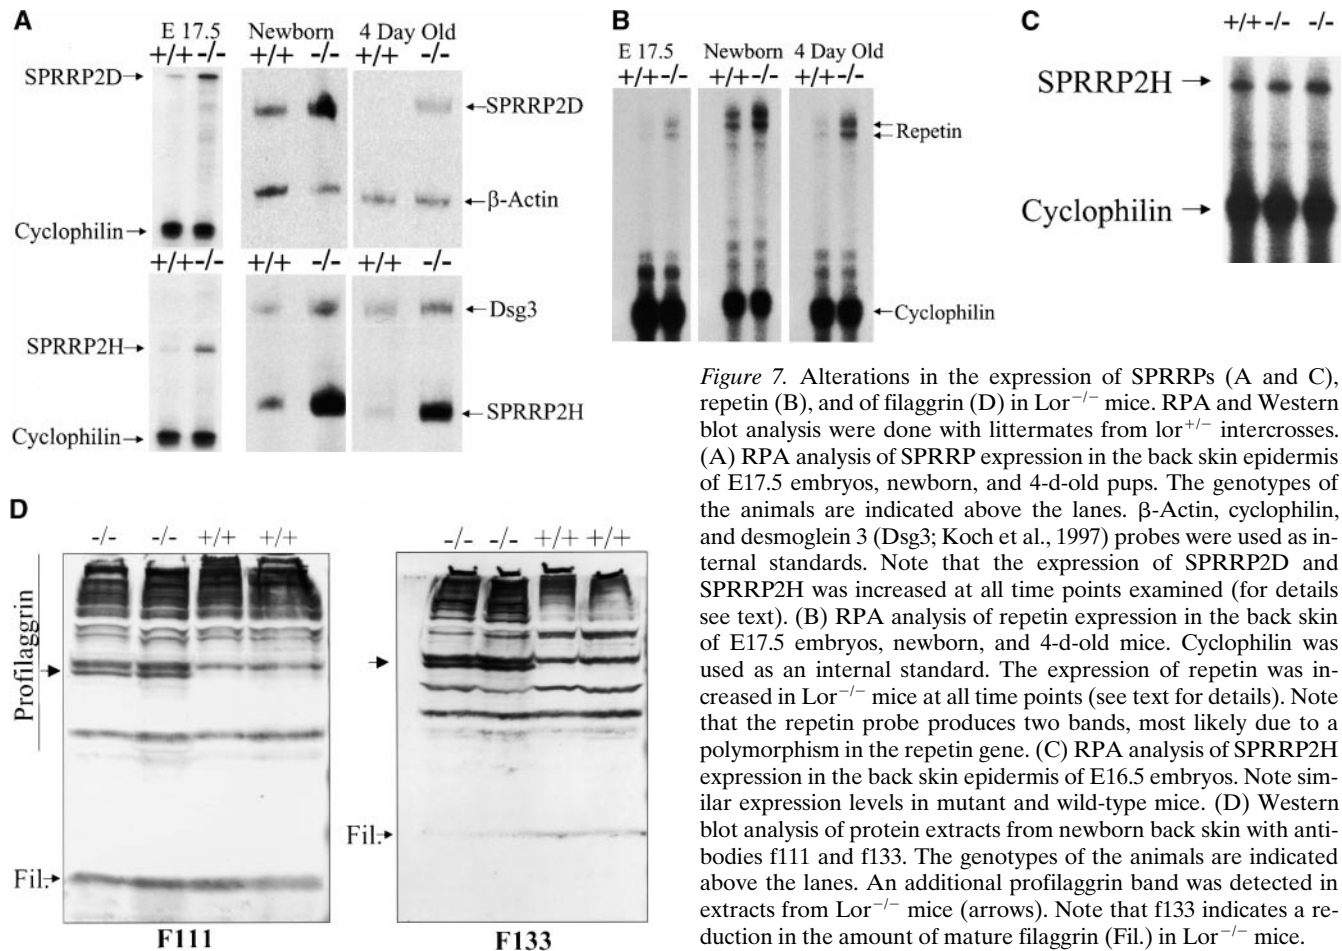 A
E 17.5 Newborn 4 Day Old
+/+ -/- +/+ -/- +/+ -/-
SPRRP2D
SPRRP2D
β-Actin
Cyclophilin
+/+ -/- +/+ -/- +/+ -/-
Dsg3
SPRRP2H
SPRRP2H
Cyclophilin
B
E 17.5 Newborn 4 Day Old
+/+ -/- +/+ -/- +/+ -/-
Repetin
Cyclophilin
C
+/+ -/- -/-
SPRRP2H
Cyclophilin
D
-/- -/- +/+ +/+
Profilaggrin
Fil.
F111
-/- -/- +/+ +/+
Fil.
F133
Figure 7. Alterations in the expression of SPRRPs (A and C),
repetin (B), and of filaggrin (D) in Lor−/− mice. RPA and Western
blot analysis were done with littermates from lor+/− intercrosses.
(A) RPA analysis of SPRRP expression in the back skin epidermis
of E17.5 embryos, newborn, and 4-d-old pups. The genotypes of
the animals are indicated above the lanes. β-Actin, cyclophilin,
and desmoglein 3 (Dsg3; Koch et al., 1997) probes were used as in-
ternal standards. Note that the expression of SPRRP2D and
SPRRP2H was increased at all time points examined (for details
see text). (B) RPA analysis of repetin expression in the back skin
of E17.5 embryos, newborn, and 4-d-old mice. Cyclophilin was
used as an internal standard. The expression of repetin was in-
creased in Lor−/− mice at all time points (see text for details). Note
that the repetin probe produces two bands, most likely due to a
polymorphism in the repetin gene. (C) RPA analysis of SPRRP2H
expression in the back skin epidermis of E16.5 embryos. Note sim-
ilar expression levels in mutant and wild-type mice. (D) Western
blot analysis of protein extracts from newborn back skin with anti-
bodies f111 and f133. The genotypes of the animals are indicated
above the lanes. An additional profilaggrin band was detected in
extracts from Lor−/− mice (arrows). Note that f133 indicates a re-
duction in the amount of mature filaggrin (Fil.) in Lor−/− mice.